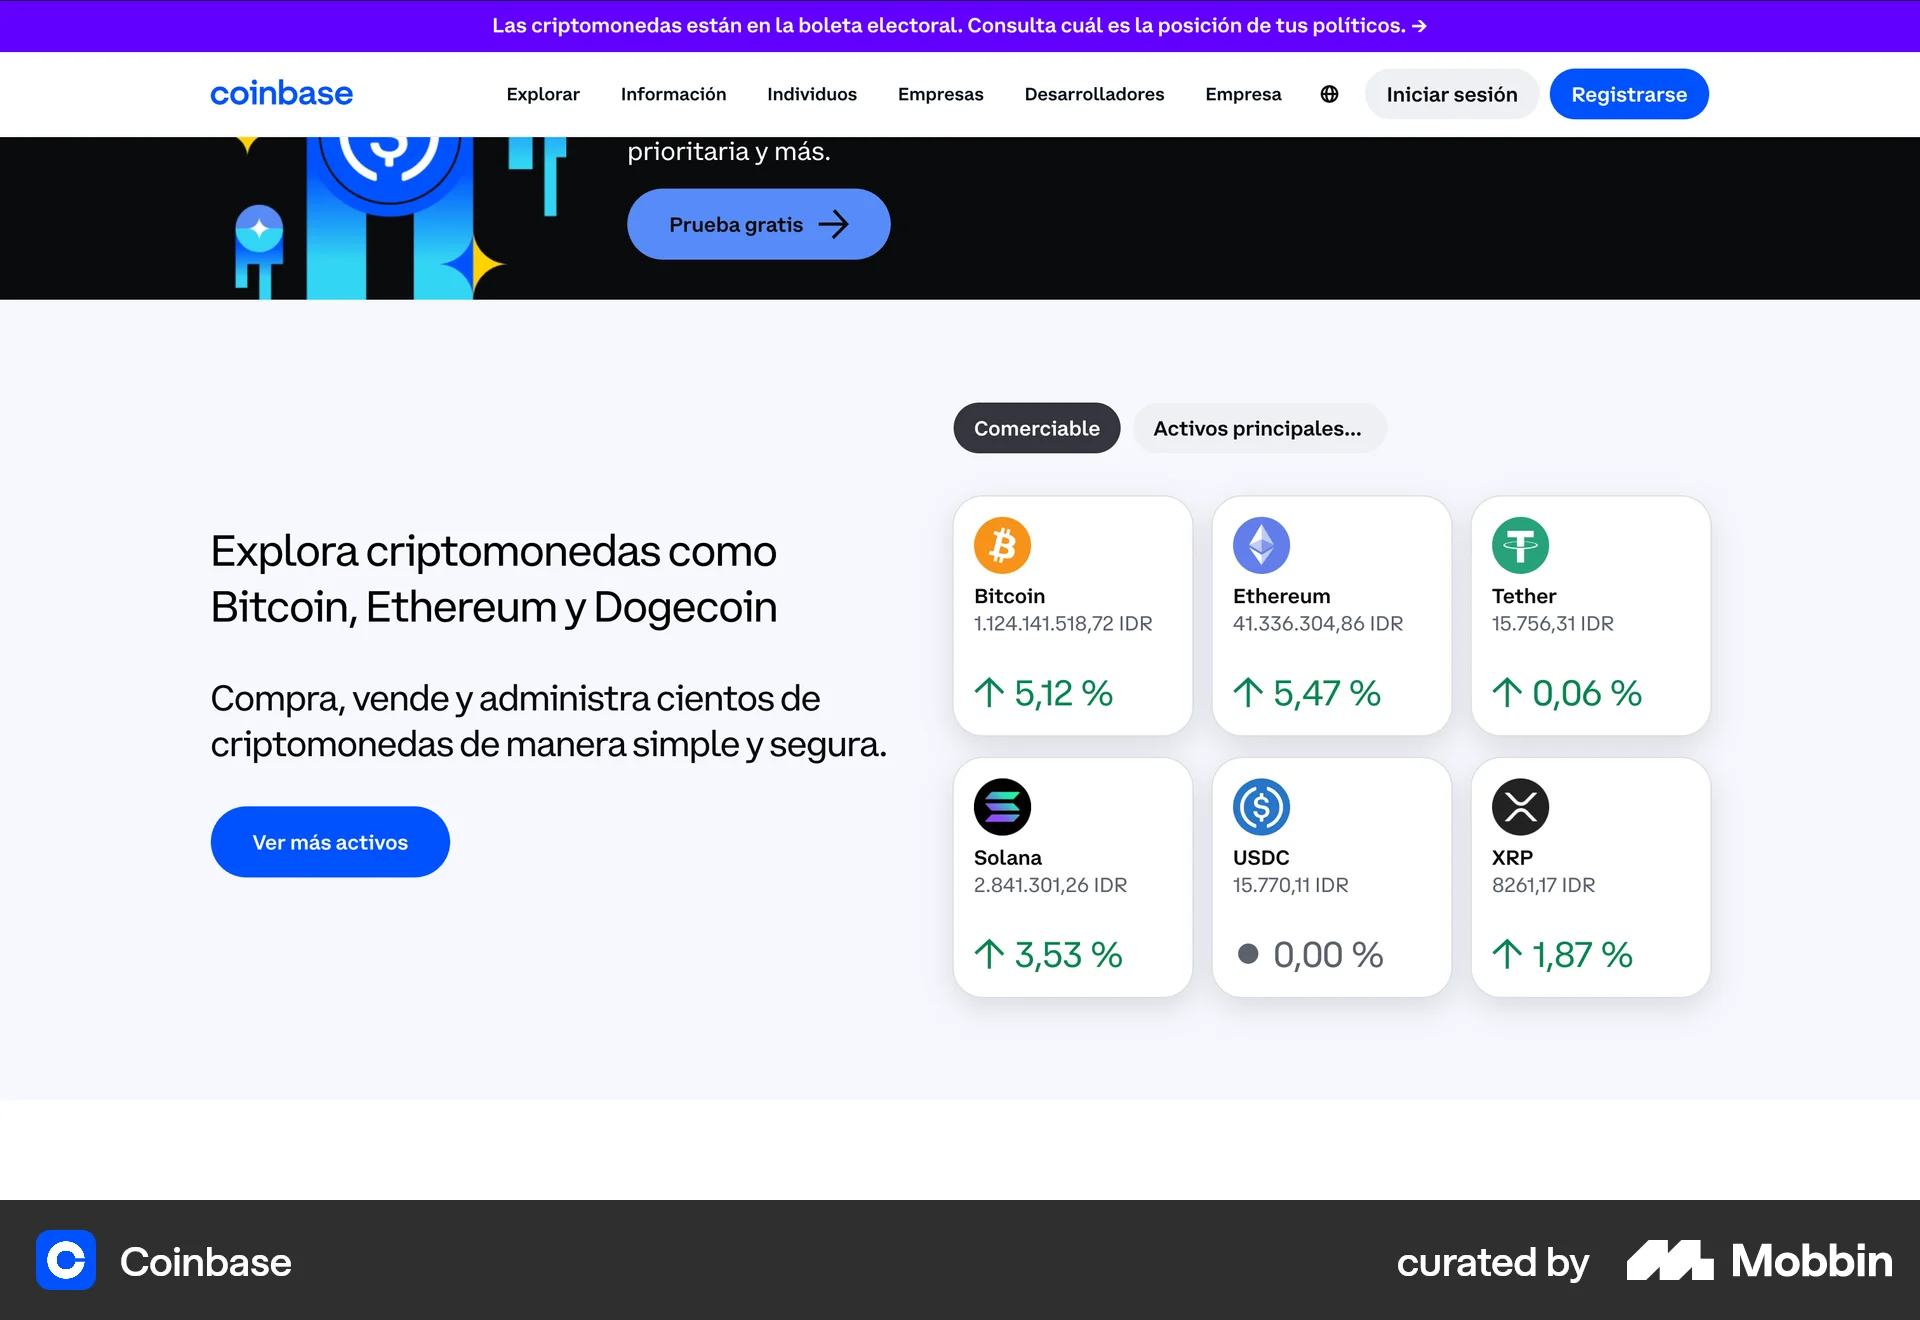 Las criptomonedas están en la boleta electoral. Consulta cuál es la posición de tus políticos. →
coinbase
Explorar
Información
Individuos
Empresas
Desarrolladores
Empresa
Iniciar sesión
Registrarse
prioritaria y más.
Prueba gratis
Explora criptomonedas como
Bitcoin, Ethereum y Dogecoin
Compra, vende y administra cientos de
criptomonedas de manera simple y segura.
Ver más activos
Comerciable
Activos principales...
Bitcoin
1.124.141.518,72 IDR
↑ 5,12 %
Ethereum
41.336.304,86 IDR
↑ 5,47 %
Tether
15.756,31 IDR
↑ 0,06 %
Solana
2.841.301,26 IDR
↑ 3,53 %
USDC
15.770,11 IDR
0,00 %
XRP
8261,17 IDR
↑ 1,87 %
Coinbase
curated by
Mobbin